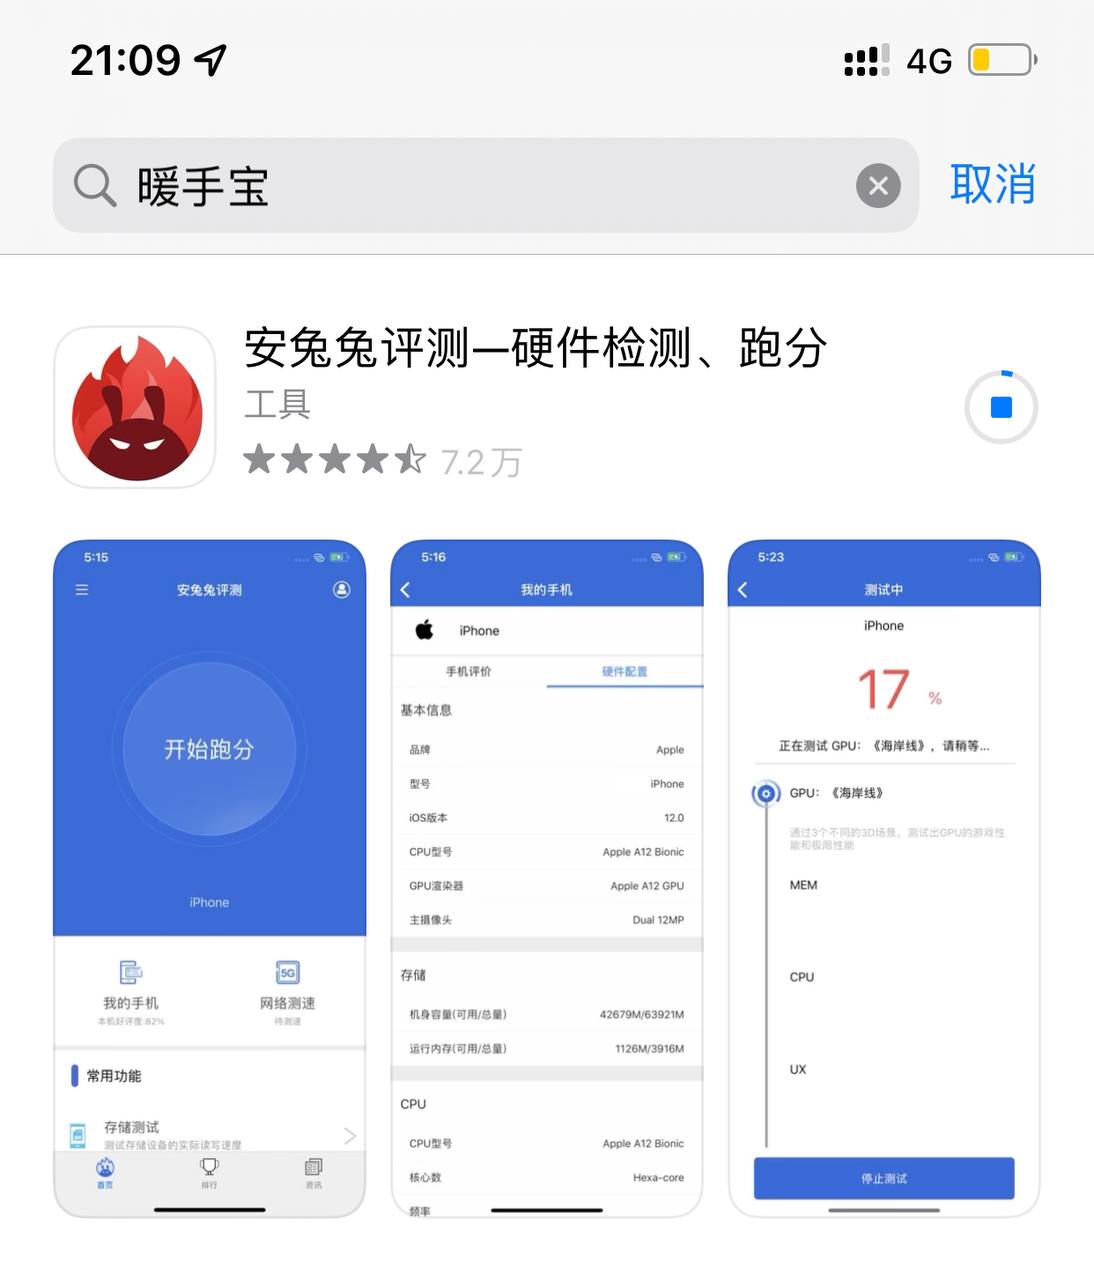 21:09
4G
暖手宝
取消
安兔兔评测—硬件检测、跑分
工具
7.2万
5:15
安兔兔评测
开始跑分
iPhone
我的手机
本机好评度:82%
网络测速
待测速
5G
常用功能
存储测试
测试存储设备的实际读写速度
首页
排行
资讯
5:16
我的手机
iPhone
手机评价
硬件配置
基本信息
品牌 Apple
型号 iPhone
iOS版本 12.0
CPU型号 Apple A12 Bionic
GPU渲染器 Apple A12 GPU
主摄像头 Dual 12MP
存储
机身容量(可用/总量) 42679M/63921M
运行内存(可用/总量) 1126M/3916M
CPU
CPU型号 Apple A12 Bionic
核心数 Hexa-core
频率
5:23
测试中
iPhone
17 %
正在测试 GPU：《海岸线》，请稍等...
GPU：《海岸线》
通过3个不同的3D场景，测试出GPU的游戏性
能和极限性能
MEM
CPU
UX
停止测试